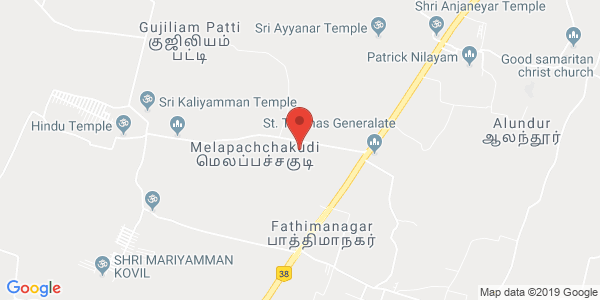 Shri Anjaneyar Temple
Gujiliam Patti
குஜிலியம்
பட்டி
Sri Ayyanar Temple
Patrick Nilayam
Good samaritan
christ church
Sri Kaliyamman Temple
Hindu Temple
St. Thomas Generalate
Alundur
ஆலந்தூர்
Melapachchakudi
மெலப்பச்சகுடி
Fathimanagar
பாத்திமாநகர்
SHRI MARIYAMMAN
KOVIL
38
Google
Map data ©2019 Google